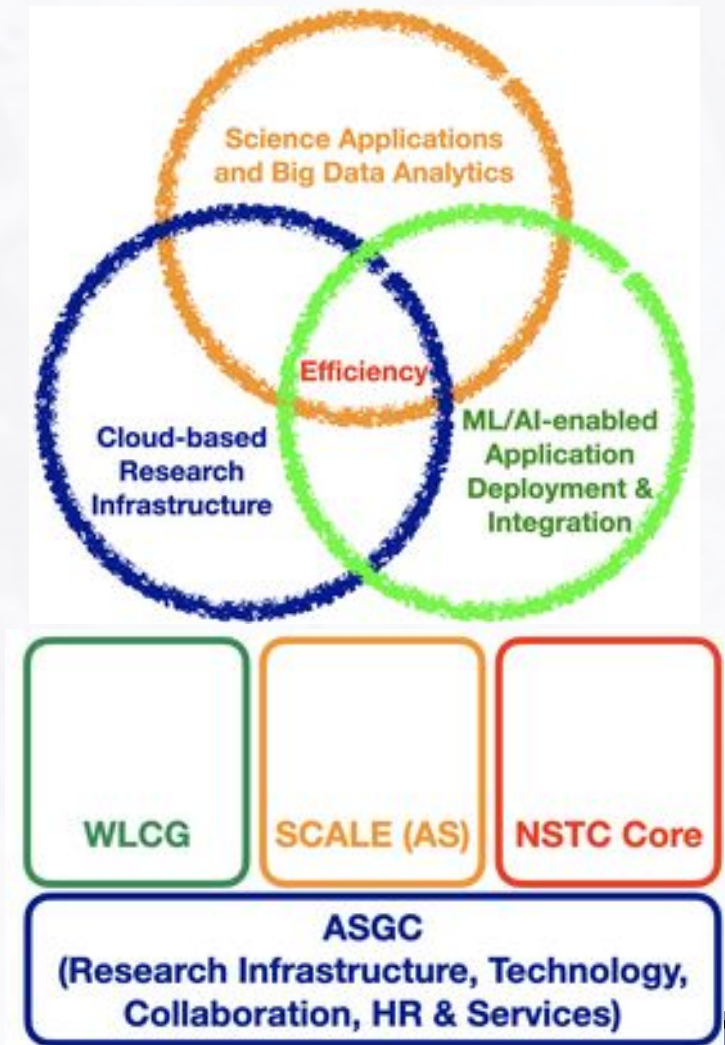 Science Applications
and Big Data Analytics
Efficiency
Cloud-based
Research
Infrastructure
ML/AI-enabled
Application
Deployment &
Integration
WLCG
SCALE (AS)
NSTC Core
ASGC
(Research Infrastructure, Technology,
Collaboration, HR & Services)